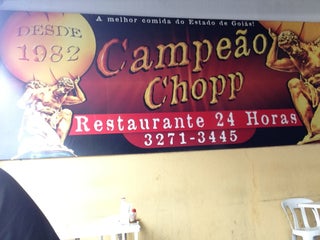 A melhor comida do Estado de Goiás!
DESDE
1982
Campeão
Chopp
Restaurante 24 Horas
3271-3445